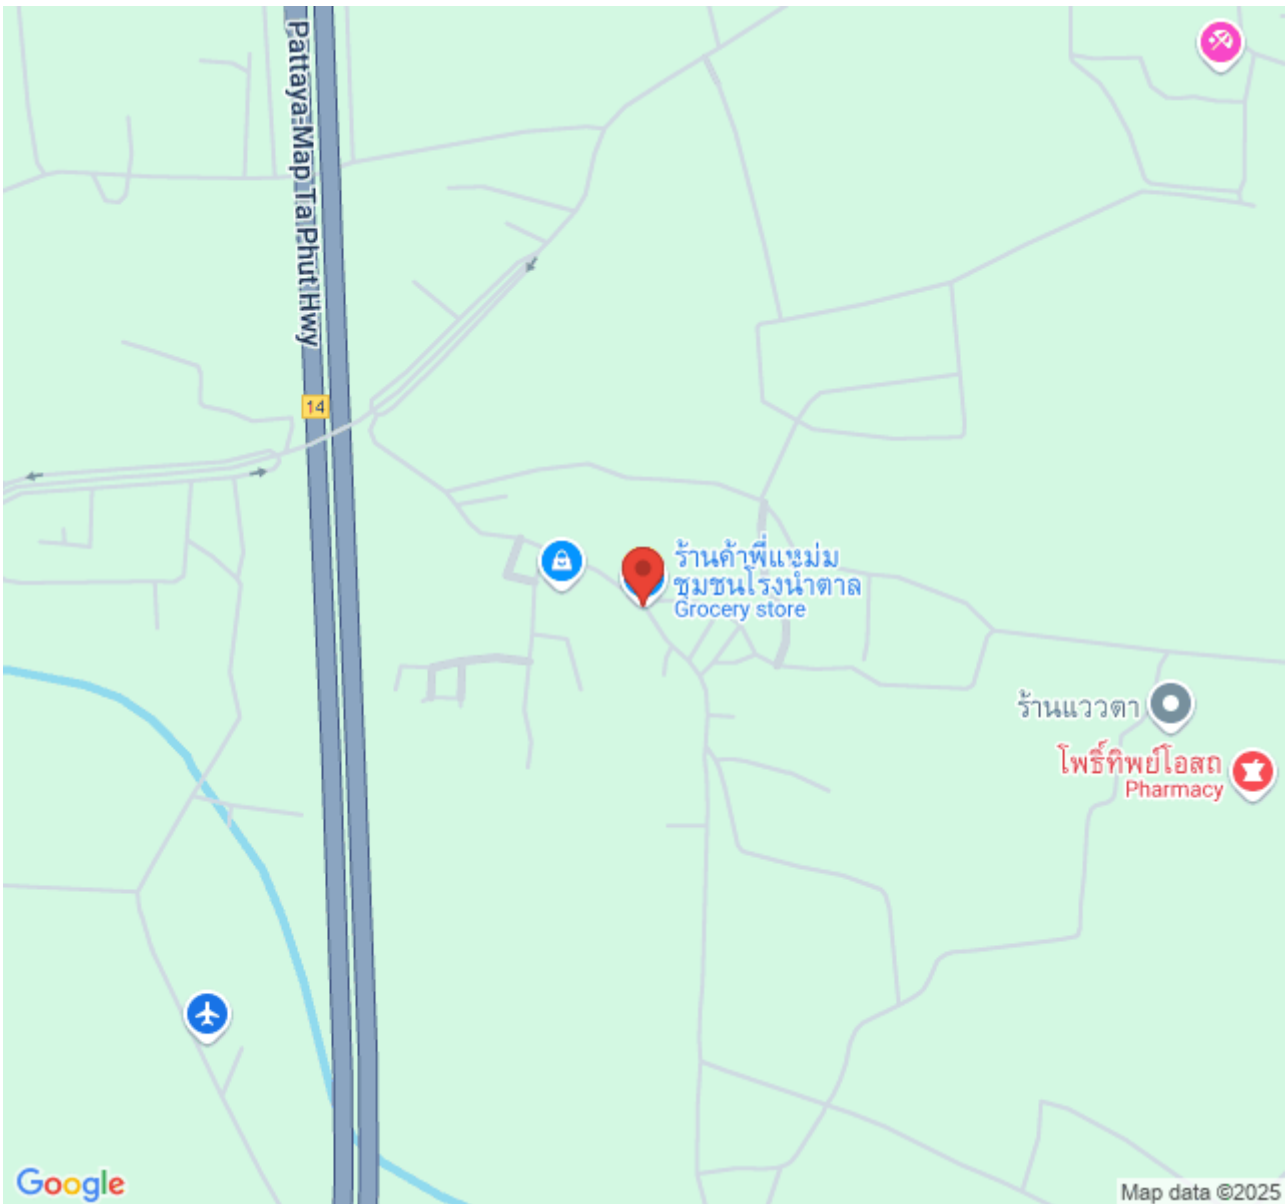 Pattaya-Map Ta Phut Hwy
14
ร้านค้าพี่แหม่ม
ชุมชนโรงน้ำตาล
Grocery store
ร้านแววตา
โพธิ์ทิพย์โอสถ
Pharmacy
Google
Map data ©2025